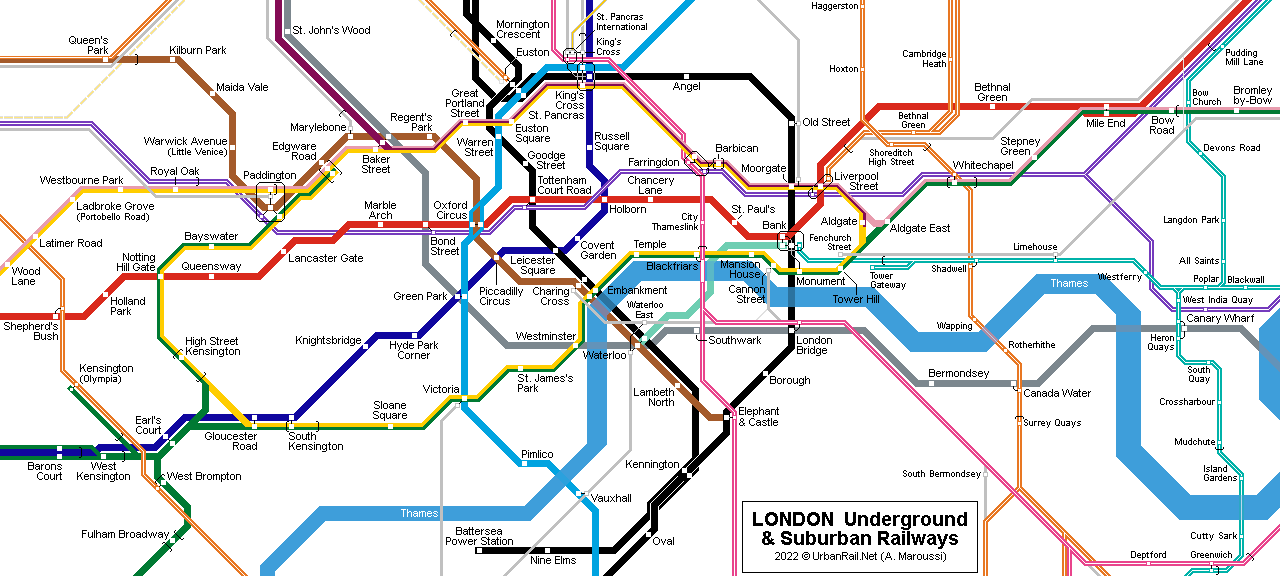 Haggerston
Mornington
Crescent
St. Pancras
International
St. John's Wood
Queen's
Park
Kilburn Park
Euston
King's
Cross
Cambridge
Heath
Pudding
Mill Lane
Hoxton
Maida Vale
Great
Portland
Street
King's
Cross
St. Pancras
Angel
Bethnal
Green
Bow
Church
Bromley
by-Bow
Marylebone
Regent's
Park
Old Street
Bethnal
Green
Mile End
Bow
Road
Warwick Avenue
(Little Venice)
Edgware
Road
Baker
Street
Warren
Street
Euston
Square
Russell
Square
Barbican
Shoreditch
High Street
Stepney
Green
Devons Road
Royal Oak
Paddington
Goodge
Street
Farringdon
Moorgate
Whitechapel
Westbourne Park
Tottenham
Court Road
Chancery
Lane
Liverpool
Street
Ladbroke Grove
(Portobello Road)
Marble
Arch
Oxford
Circus
Holborn
City
Thameslink
St. Paul's
Bank
Aldgate
Aldgate East
Langdon Park
Latimer Road
Bayswater
Bond
Street
Covent
Garden
Temple
Fenchurch
Street
Limehouse
Notting
Hill Gate
Queensway
Lancaster Gate
Leicester
Square
Blackfriars
Mansion
House
Monument
Tower
Gateway
Shadwell
All Saints
Wood
Lane
Westferry
Poplar
Blackwall
Holland
Park
Green Park
Piccadilly
Circus
Charing
Cross
Embankment
Cannon
Street
Tower Hill
Thames
West India Quay
Shepherd's
Bush
Waterloo
East
Wapping
Canary Wharf
High Street
Kensington
Knightsbridge
Hyde Park
Corner
Westminster
Waterloo
Southwark
London
Bridge
Rotherhithe
Heron
Quays
Kensington
(Olympia)
Victoria
St. James's
Park
Lambeth
North
Borough
Bermondsey
Canada Water
South
Quay
Earl's
Court
Sloane
Square
Elephant
& Castle
Surrey Quays
Crossharbour
Gloucester
Road
South
Kensington
Mudchute
Barons
Court
West
Kensington
West Brompton
Pimlico
Kennington
South Bermondsey
Island
Gardens
Vauxhall
Thames
Fulham Broadway
Battersea
Power Station
Nine Elms
Oval
LONDON Underground
& Suburban Railways
2022 © UrbanRail.Net (A. Maroussi)
Cutty Sark
Deptford
Greenwich